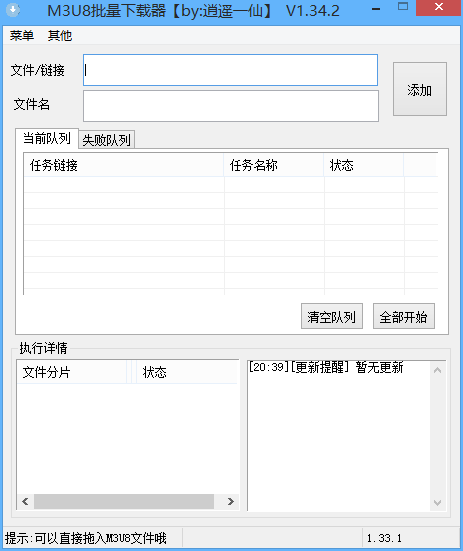 M3U8批量下载器【by:逍遥一仙】 V1.34.2
菜单 其他
文件/链接
添加
文件名
当前队列 失败队列
任务链接 任务名称 状态
清空队列 全部开始
执行详情
文件分片 状态
[20:39][更新提醒] 暂无更新
提示:可以直接拖入M3U8文件哦
1.33.1